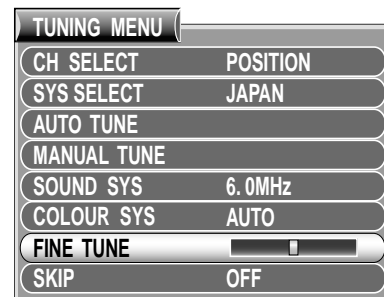 TUNING MENU
CH SELECT POSITION
SYS SELECT JAPAN
AUTO TUNE
MANUAL TUNE
SOUND SYS 6.0MHz
COLOUR SYS AUTO
FINE TUNE
SKIP OFF